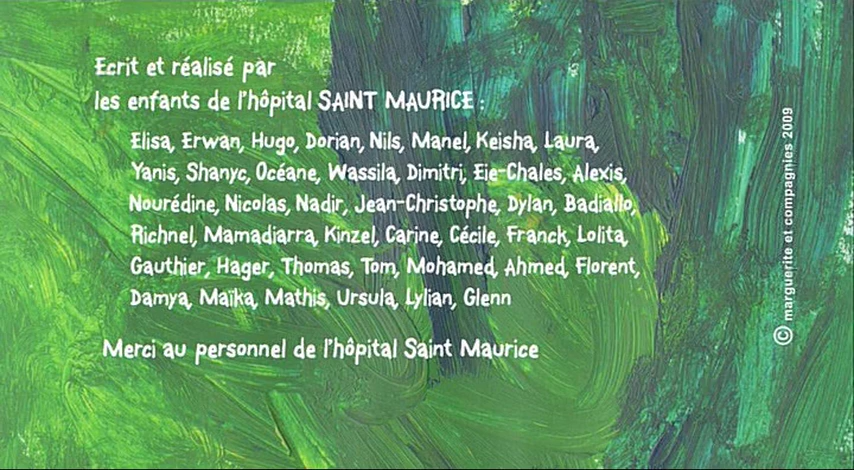 Ecrit et réalisé par
les enfants de l'hôpital SAINT MAURICE :
Elisa, Erwan, Hugo, Dorian, Nils, Manel, Keisha, Laura,
Yanis, Shanyc, Océane, Wassila, Dimitri, Eie-Chales, Alexis,
Nourédine, Nicolas, Nadir, Jean-Christophe, Dylan, Badiallo,
Richnel, Mamadiarra, Kinzel, Carine, Cécile, Franck, Lolita,
Gauthier, Hager, Thomas, Tom, Mohamed, Ahmed, Florent,
Damya, Maïka, Mathis, Ursula, Lylian, Glenn
Merci au personnel de l'hôpital Saint Maurice
© marguerite et compagnies 2009